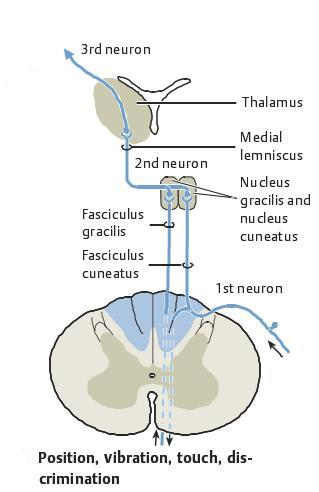 3rd neuron
Thalamus
Medial
lemniscus
2nd neuron
Nucleus
gracilis and
nucleus
cuneatus
Fasciculus
gracilis
Fasciculus
cuneatus
1st neuron
Position, vibration, touch, dis-
crimination